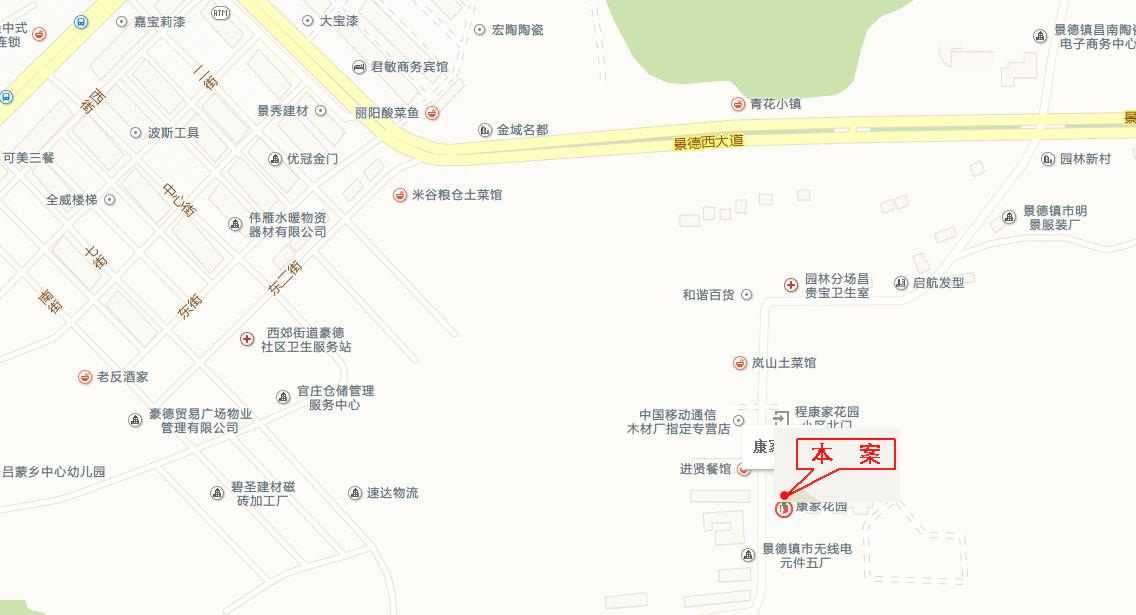 中式
连锁
嘉宝莉漆
ATM
大宝漆
宏陶陶瓷
景德镇昌南陶瓷
电子商务中心
君敏商务宾馆
二街
西街
景秀建材
丽阳酸菜鱼
青花小镇
波斯工具
金域名都
景德西大道
景
可美三餐
优冠金门
园林新村
全威楼梯
中心街
米谷粮仓土菜馆
伟雁水暖物资
器材有限公司
景德镇市明
景服装厂
七街
东二街
南街
东街
园林分场昌
贵宝卫生室
启航发型
和谐百货
西郊街道豪德
社区卫生服务站
岚山土菜馆
老反酒家
官庄仓储管理
服务中心
豪德贸易广场物业
管理有限公司
中国移动通信
木材厂指定专营店
程康家花园
小区北门
康家
本案
进贤餐馆
吕蒙乡中心幼儿园
碧圣建材磁
砖加工厂
速达物流
康家花园
景德镇市无线电
元件五厂